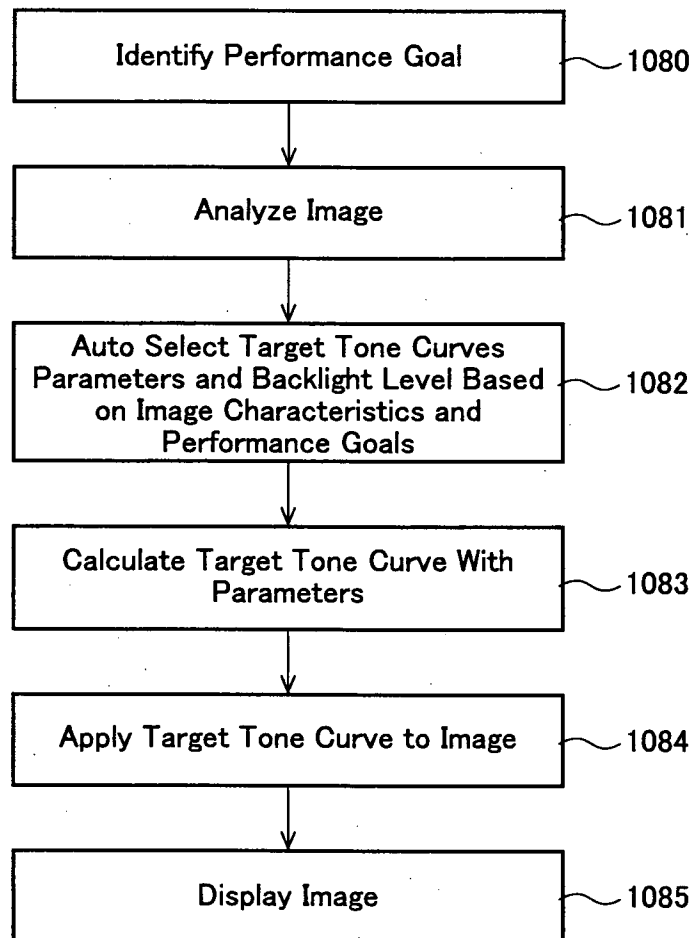 Identify Performance Goal
1080
Analyze Image
1081
Auto Select Target Tone Curves
Parameters and Backlight Level Based
on Image Characteristics and
Performance Goals
1082
Calculate Target Tone Curve With
Parameters
1083
Apply Target Tone Curve to Image
1084
Display Image
1085